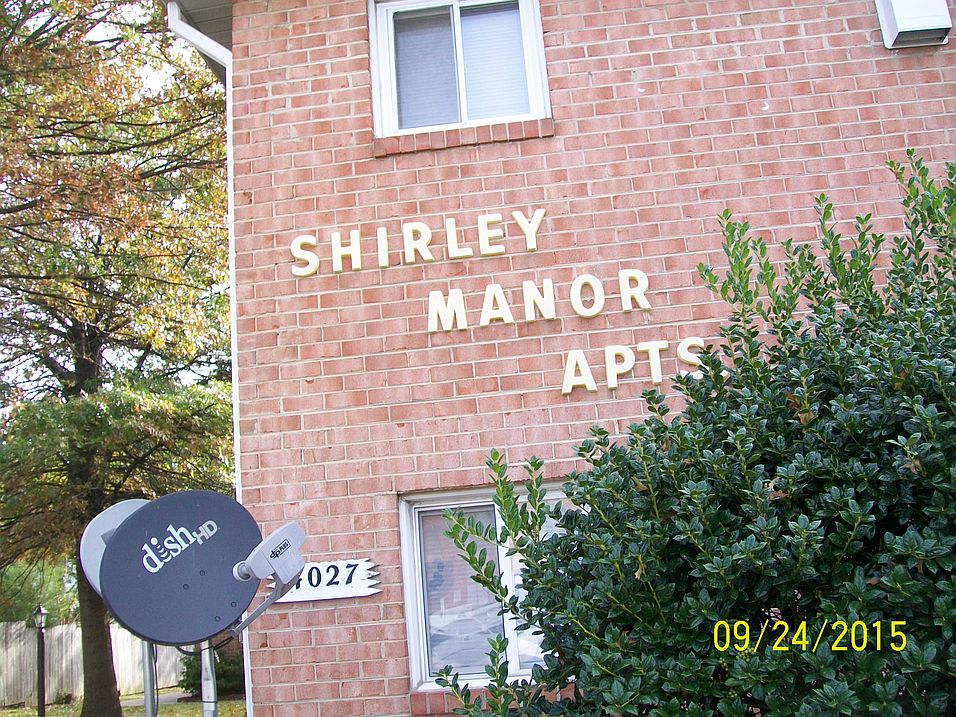 SHIRLEY
MANOR
APTS.
dish HD
4027
09/24/2015